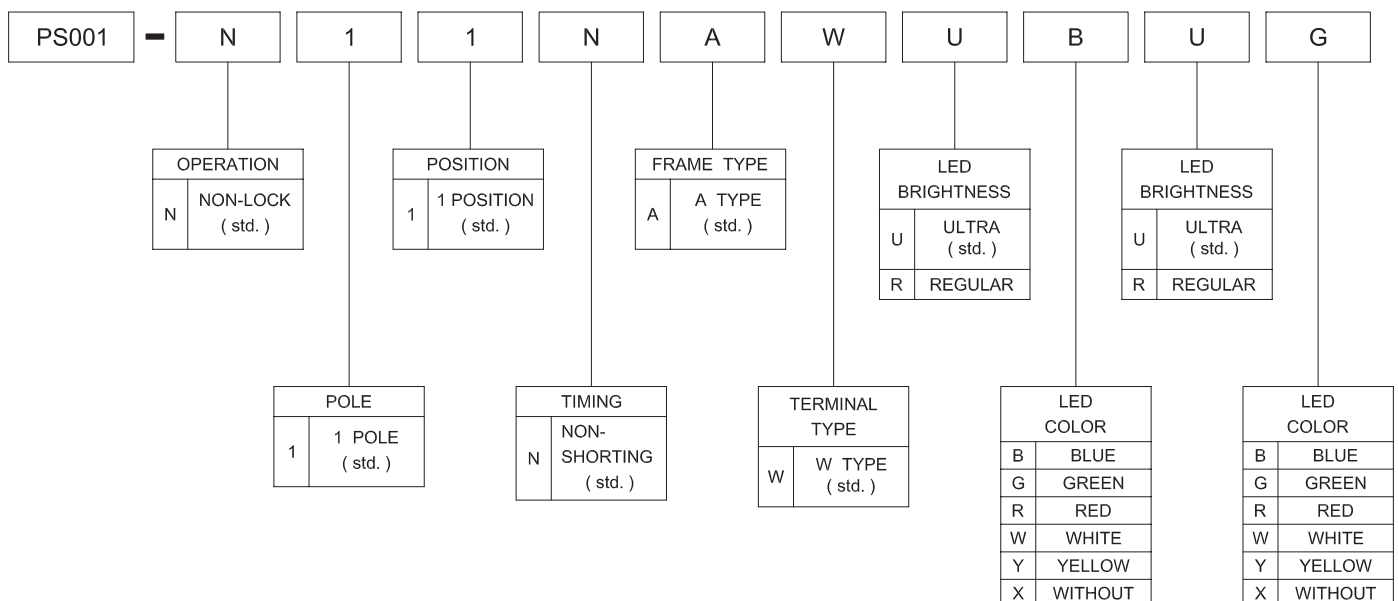 PS001 - N 1 1 N A W U B U G
OPERATION
N NON-LOCK
( std. )
POSITION
1 1 POSITION
( std. )
FRAME TYPE
A A TYPE
( std. )
LED
BRIGHTNESS
U ULTRA
( std. )
R REGULAR
LED
BRIGHTNESS
U ULTRA
( std. )
R REGULAR
POLE
1 1 POLE
( std. )
TIMING
N NON-
SHORTING
( std. )
TERMINAL
TYPE
W W TYPE
( std. )
LED
COLOR
B BLUE
G GREEN
R RED
W WHITE
Y YELLOW
X WITHOUT
LED
COLOR
B BLUE
G GREEN
R RED
W WHITE
Y YELLOW
X WITHOUT